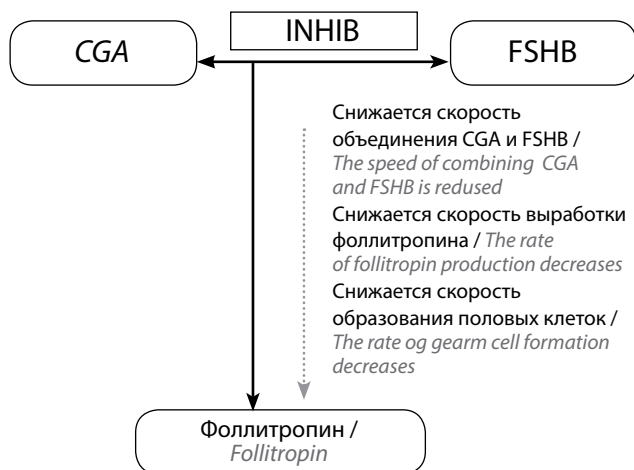 INHIB
CGA
FSHB
Снижается скорость
объединения CGA и FSHB /
The speed of combining CGA
and FSHB is redused
Снижается скорость выработки
фоллитропина / The rate
of follitropin production decreases
Снижается скорость
образования половых клеток /
The rate og gearm cell formation
decreases
Фоллитропин /
Follitropin